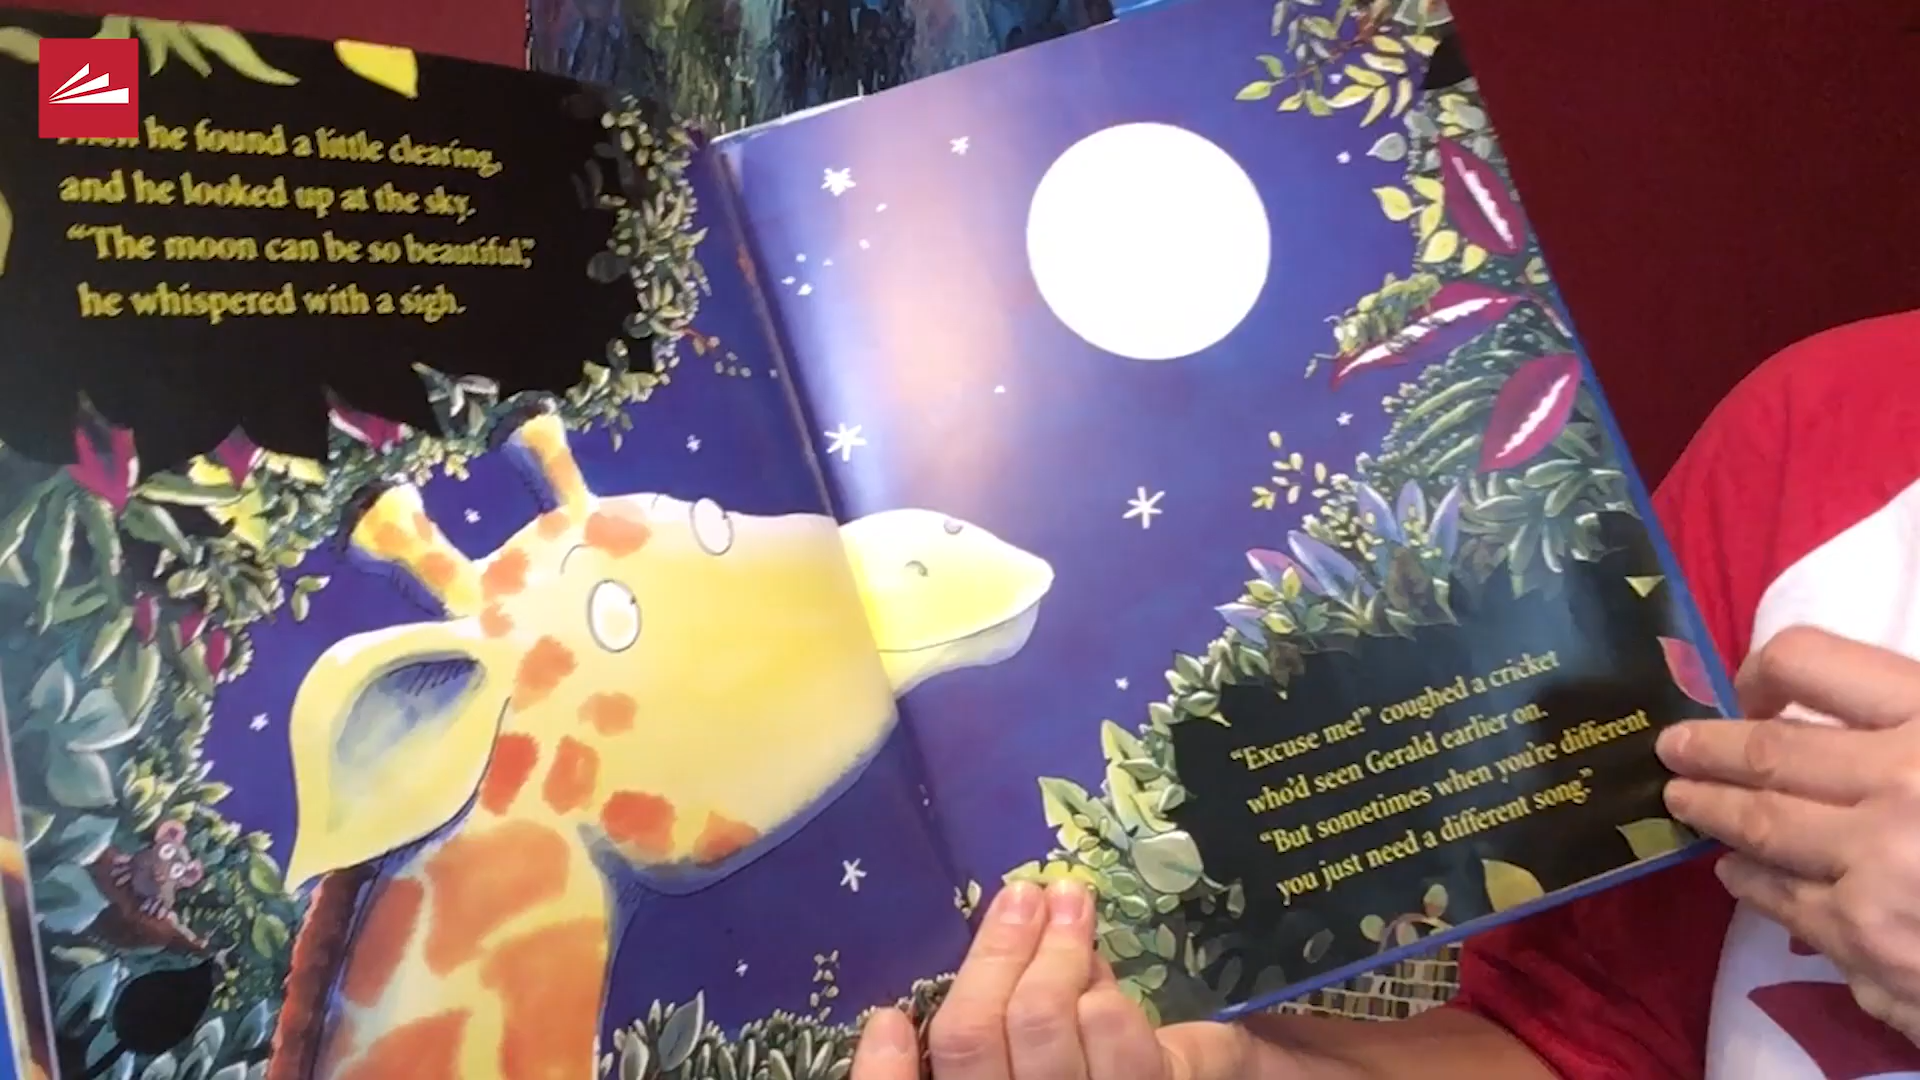 he found a little clearing,
and he looked up at the sky.
“The moon can be so beautiful,”
he whispered with a sigh.
“Excuse me!” coughed a cricket
who’d seen Gerald earlier on.
“But sometimes when you’re different
you just need a different song.”